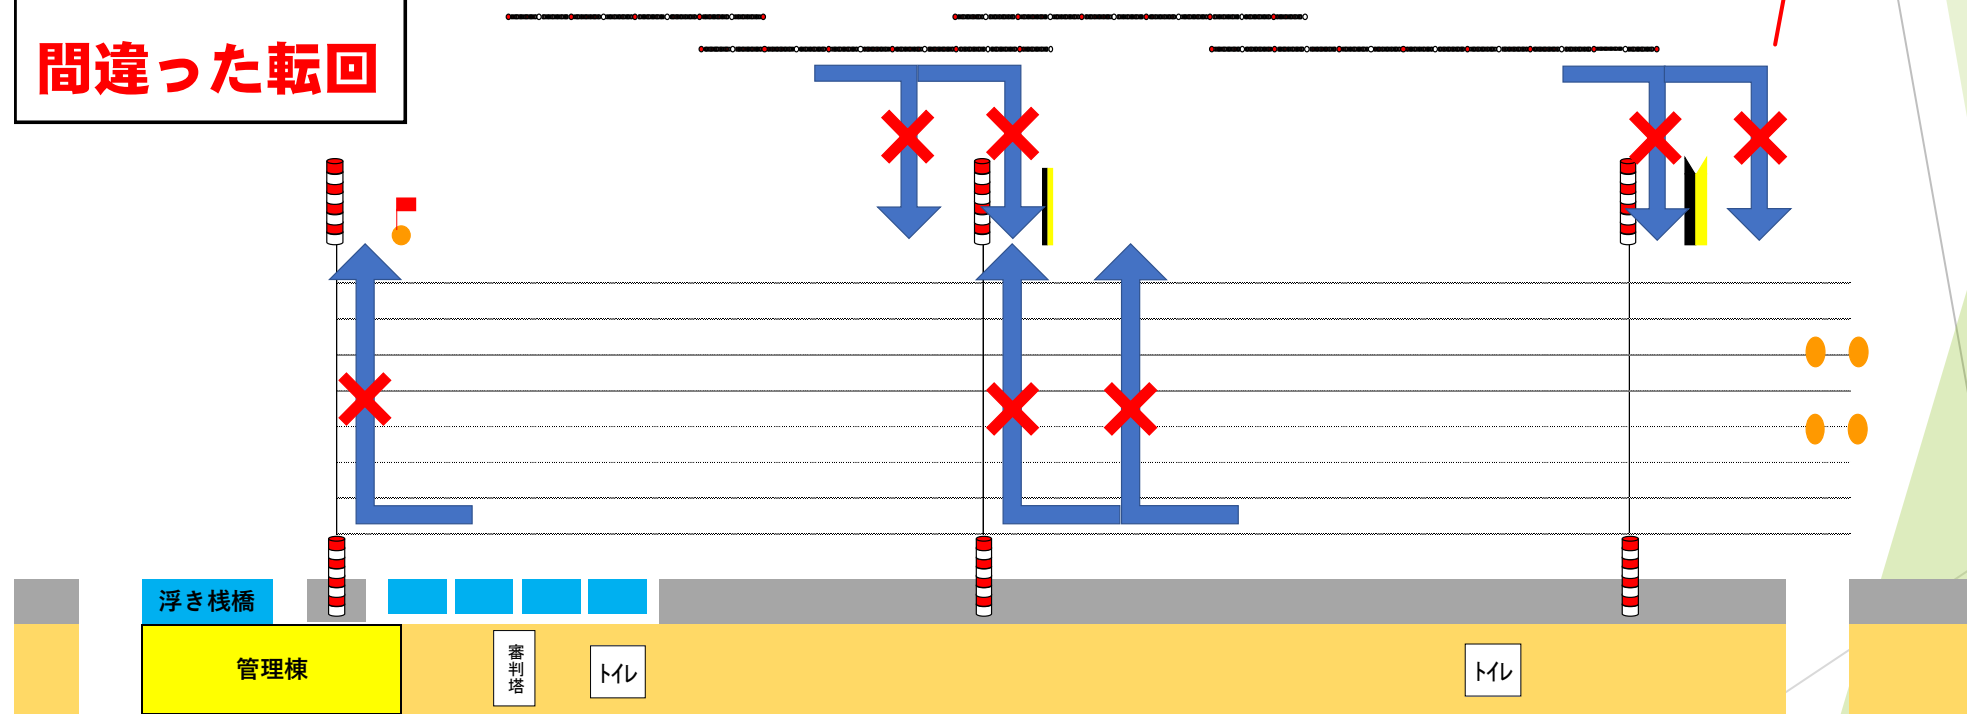 間違った転回
浮き桟橋
管理棟
審判塔
トイレ
トイレ